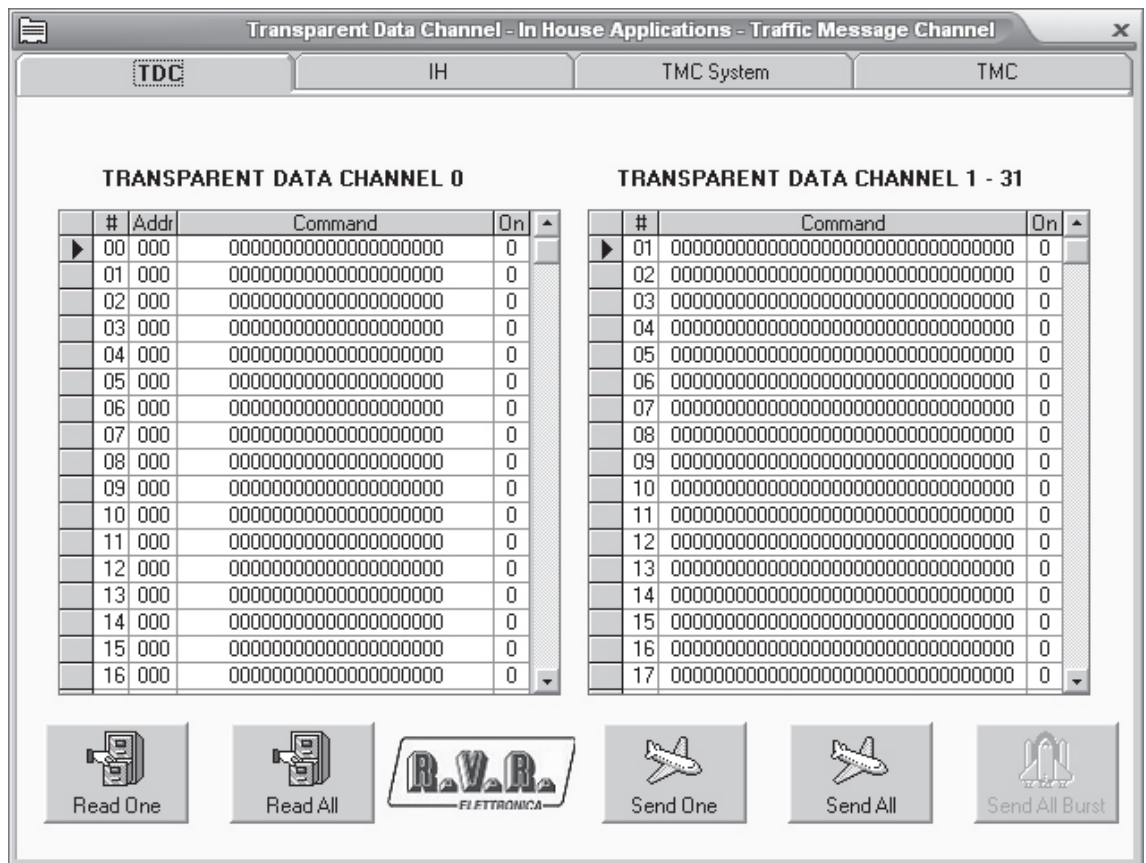 Transparent Data Channel - In House Applications - Traffic Message Channel
TDC IH TMC System TMC
TRANSPARENT DATA CHANNEL 0
# Addr Command On
00 000 00000000000000000000 0
01 000 00000000000000000000 0
02 000 00000000000000000000 0
03 000 00000000000000000000 0
04 000 00000000000000000000 0
05 000 00000000000000000000 0
06 000 00000000000000000000 0
07 000 00000000000000000000 0
08 000 00000000000000000000 0
09 000 00000000000000000000 0
10 000 00000000000000000000 0
11 000 00000000000000000000 0
12 000 00000000000000000000 0
13 000 00000000000000000000 0
14 000 00000000000000000000 0
15 000 00000000000000000000 0
16 000 00000000000000000000 0
TRANSPARENT DATA CHANNEL 1 - 31
# Command On
01 00000000000000000000000000000000 0
02 00000000000000000000000000000000 0
03 00000000000000000000000000000000 0
04 00000000000000000000000000000000 0
05 00000000000000000000000000000000 0
06 00000000000000000000000000000000 0
07 00000000000000000000000000000000 0
08 00000000000000000000000000000000 0
09 00000000000000000000000000000000 0
10 00000000000000000000000000000000 0
11 00000000000000000000000000000000 0
12 00000000000000000000000000000000 0
13 00000000000000000000000000000000 0
14 00000000000000000000000000000000 0
15 00000000000000000000000000000000 0
16 00000000000000000000000000000000 0
17 00000000000000000000000000000000 0
Read One
Read All
R.V.R.
ELETTRONICA
Send One
Send All
Send All Burst